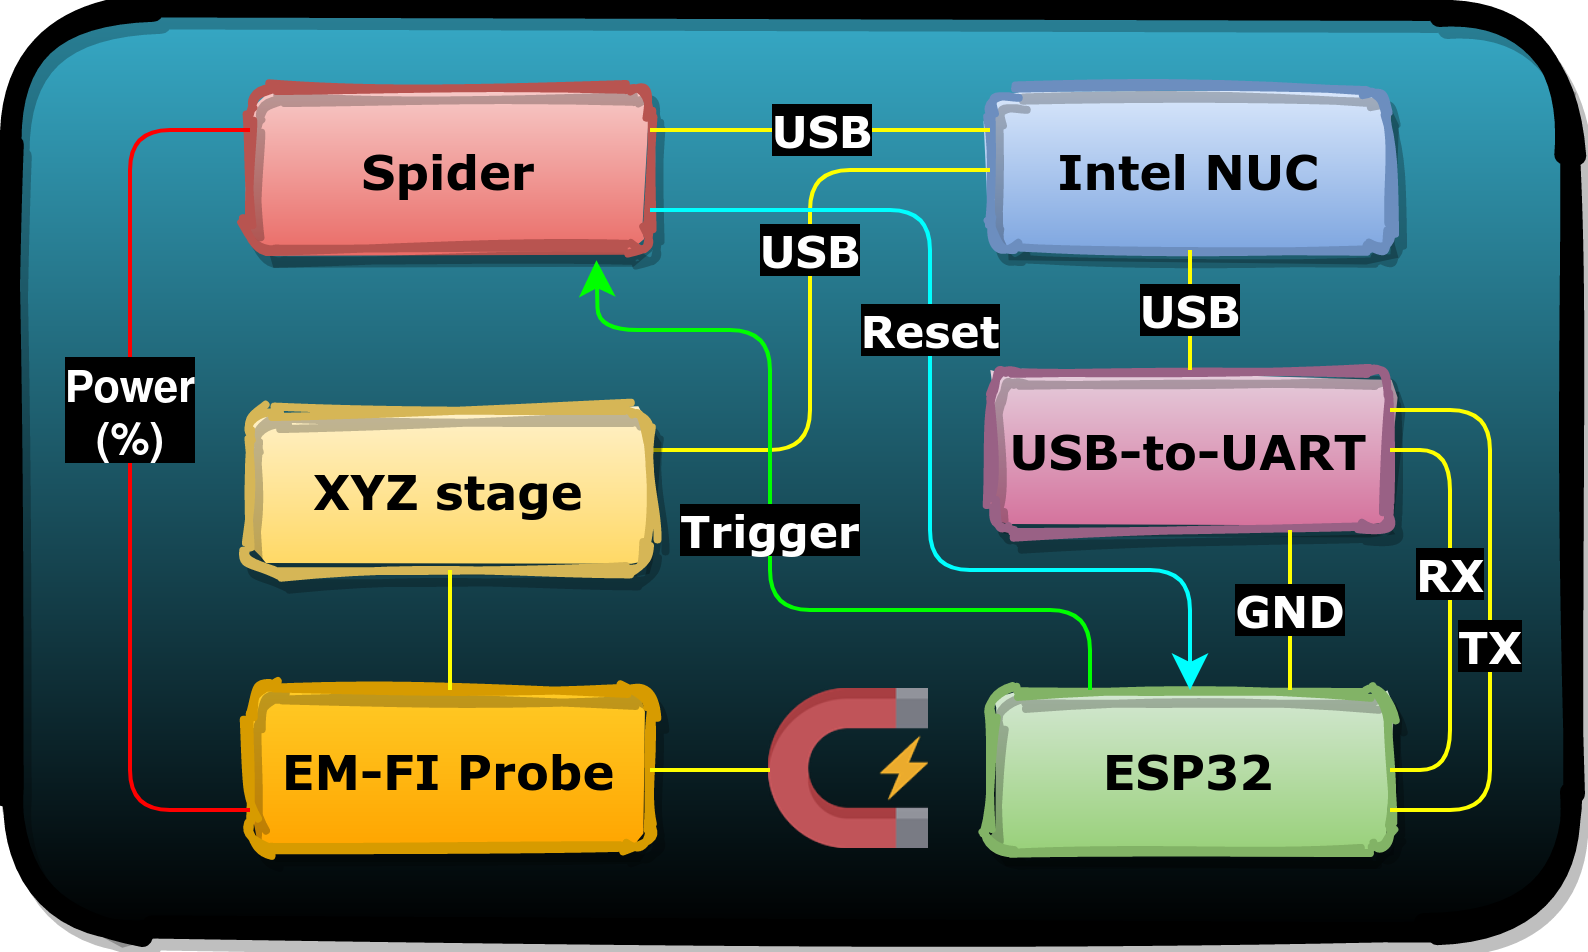 Spider
USB
Intel NUC
USB
Reset
USB
Power
(%)
XYZ stage
USB-to-UART
Trigger
RX
GND
TX
EM-FI Probe
ESP32